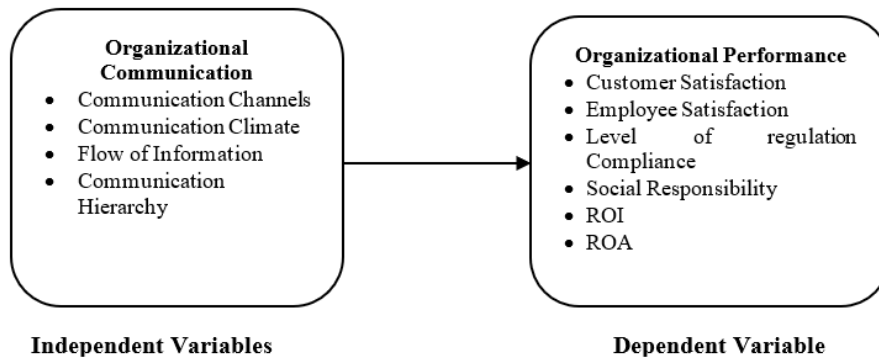 Organizational
Communication
• Communication Channels
• Communication Climate
• Flow of Information
• Communication
Hierarchy
Organizational Performance
• Customer Satisfaction
• Employee Satisfaction
• Level of regulation
Compliance
• Social Responsibility
• ROI
• ROA
Independent Variables
Dependent Variable